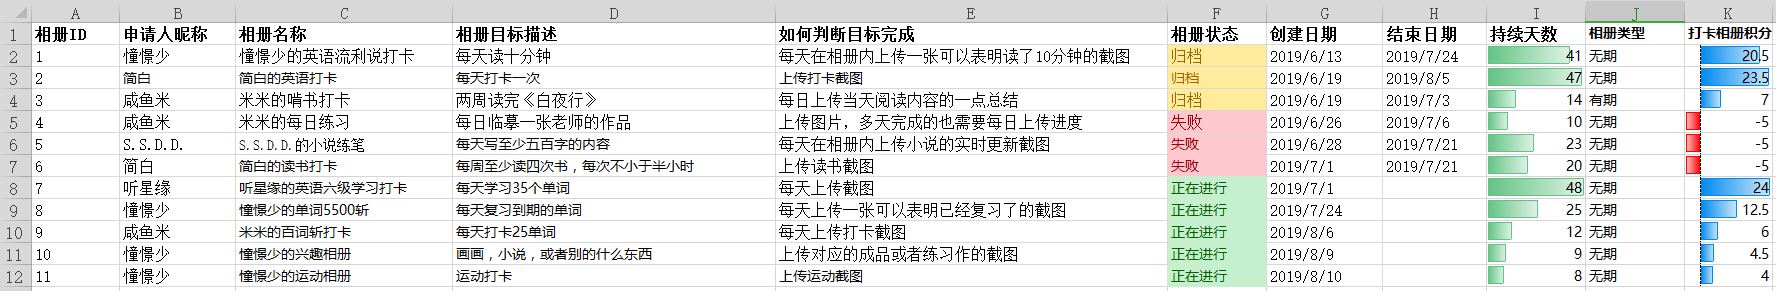 A B C D E F G H I J K
1 相册ID 申请人昵称 相册名称 相册目标描述 如何判断目标完成 相册状态 创建日期 结束日期 持续天数 相册类型 打卡相册积分
2 1 憧憬少 憧憬少的英语流利说打卡 每天读十分钟 每天在相册内上传一张可以表明读了10分钟的截图 归档 2019/6/13 2019/7/24 41 无期 20.5
3 2 简白 简白的英语打卡 每天打卡一次 上传打卡截图 归档 2019/6/19 2019/8/5 47 无期 23.5
4 3 咸鱼米 米米的啃书打卡 两周读完《白夜行》 每日上传当天阅读内容的一点总结 归档 2019/6/19 2019/7/3 14 有期 7
5 4 咸鱼米 米米的每日练习 每日临摹一张老师的作品 上传图片，多天完成的也需要每日上传进度 失败 2019/6/26 2019/7/6 10 无期 -5
6 5 S.S.D.D. S.S.D.D.的小说练笔 每天写至少五百字的内容 每天在相册内上传小说的实时更新截图 失败 2019/6/28 2019/7/21 23 无期 -5
7 6 简白 简白的读书打卡 每周至少读四次书，每次不小于半小时 上传读书截图 失败 2019/7/1 2019/7/21 20 无期 -5
8 7 听星缘 听星缘的英语六级学习打卡 每天学习35个单词 每天上传截图 正在进行 2019/7/1 48 无期 24
9 8 憧憬少 憧憬少的单词5500斩 每天复习到期的单词 每天上传一张可以表明已经复习了的截图 正在进行 2019/7/24 25 无期 12.5
10 9 咸鱼米 米米的百词斩打卡 每天打卡25单词 每天上传打卡截图 正在进行 2019/8/6 12 无期 6
11 10 憧憬少 憧憬少的兴趣相册 画画，小说，或者别的什么东西 上传对应的成品或者练习作的截图 正在进行 2019/8/9 9 无期 4.5
12 11 憧憬少 憧憬少的运动相册 运动打卡 上传运动截图 正在进行 2019/8/10 8 无期 4